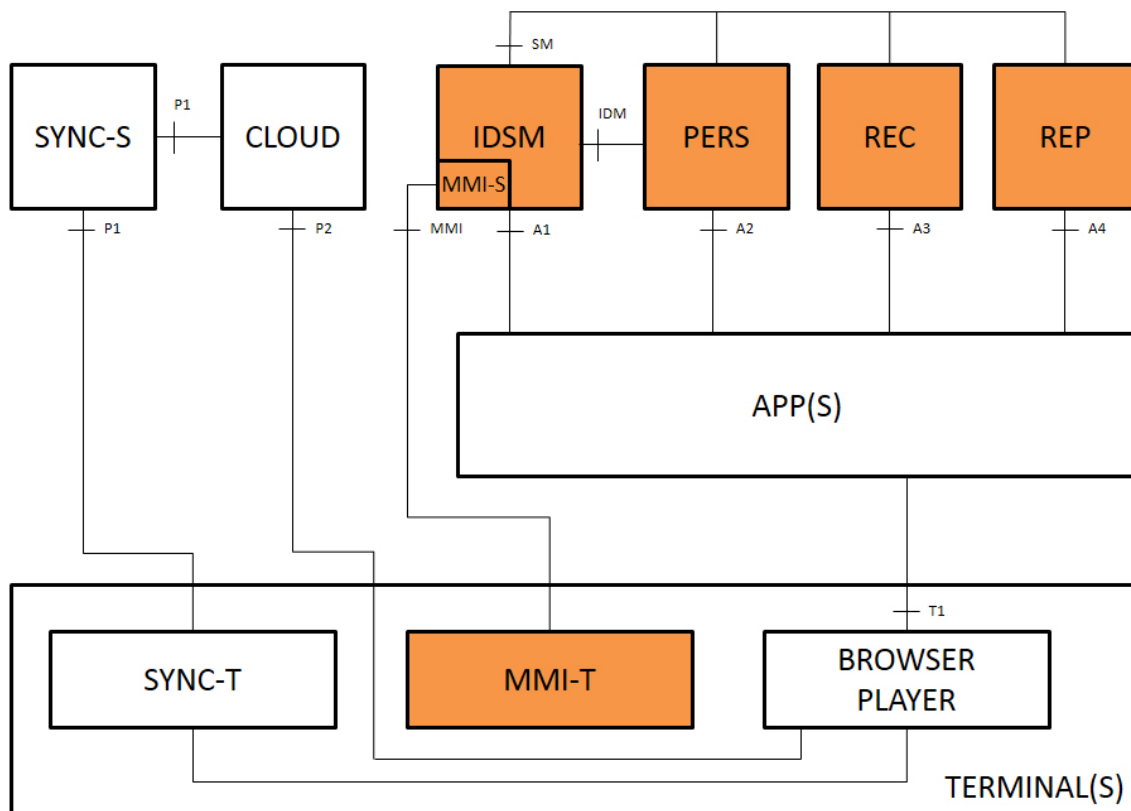 SM
P1
IDM
SYNC-S
CLOUD
IDSM
PERS
REC
REP
MMI-S
P1
P2
MMI
A1
A2
A3
A4
APP(S)
T1
SYNC-T
MMI-T
BROWSER
PLAYER
TERMINAL(S)